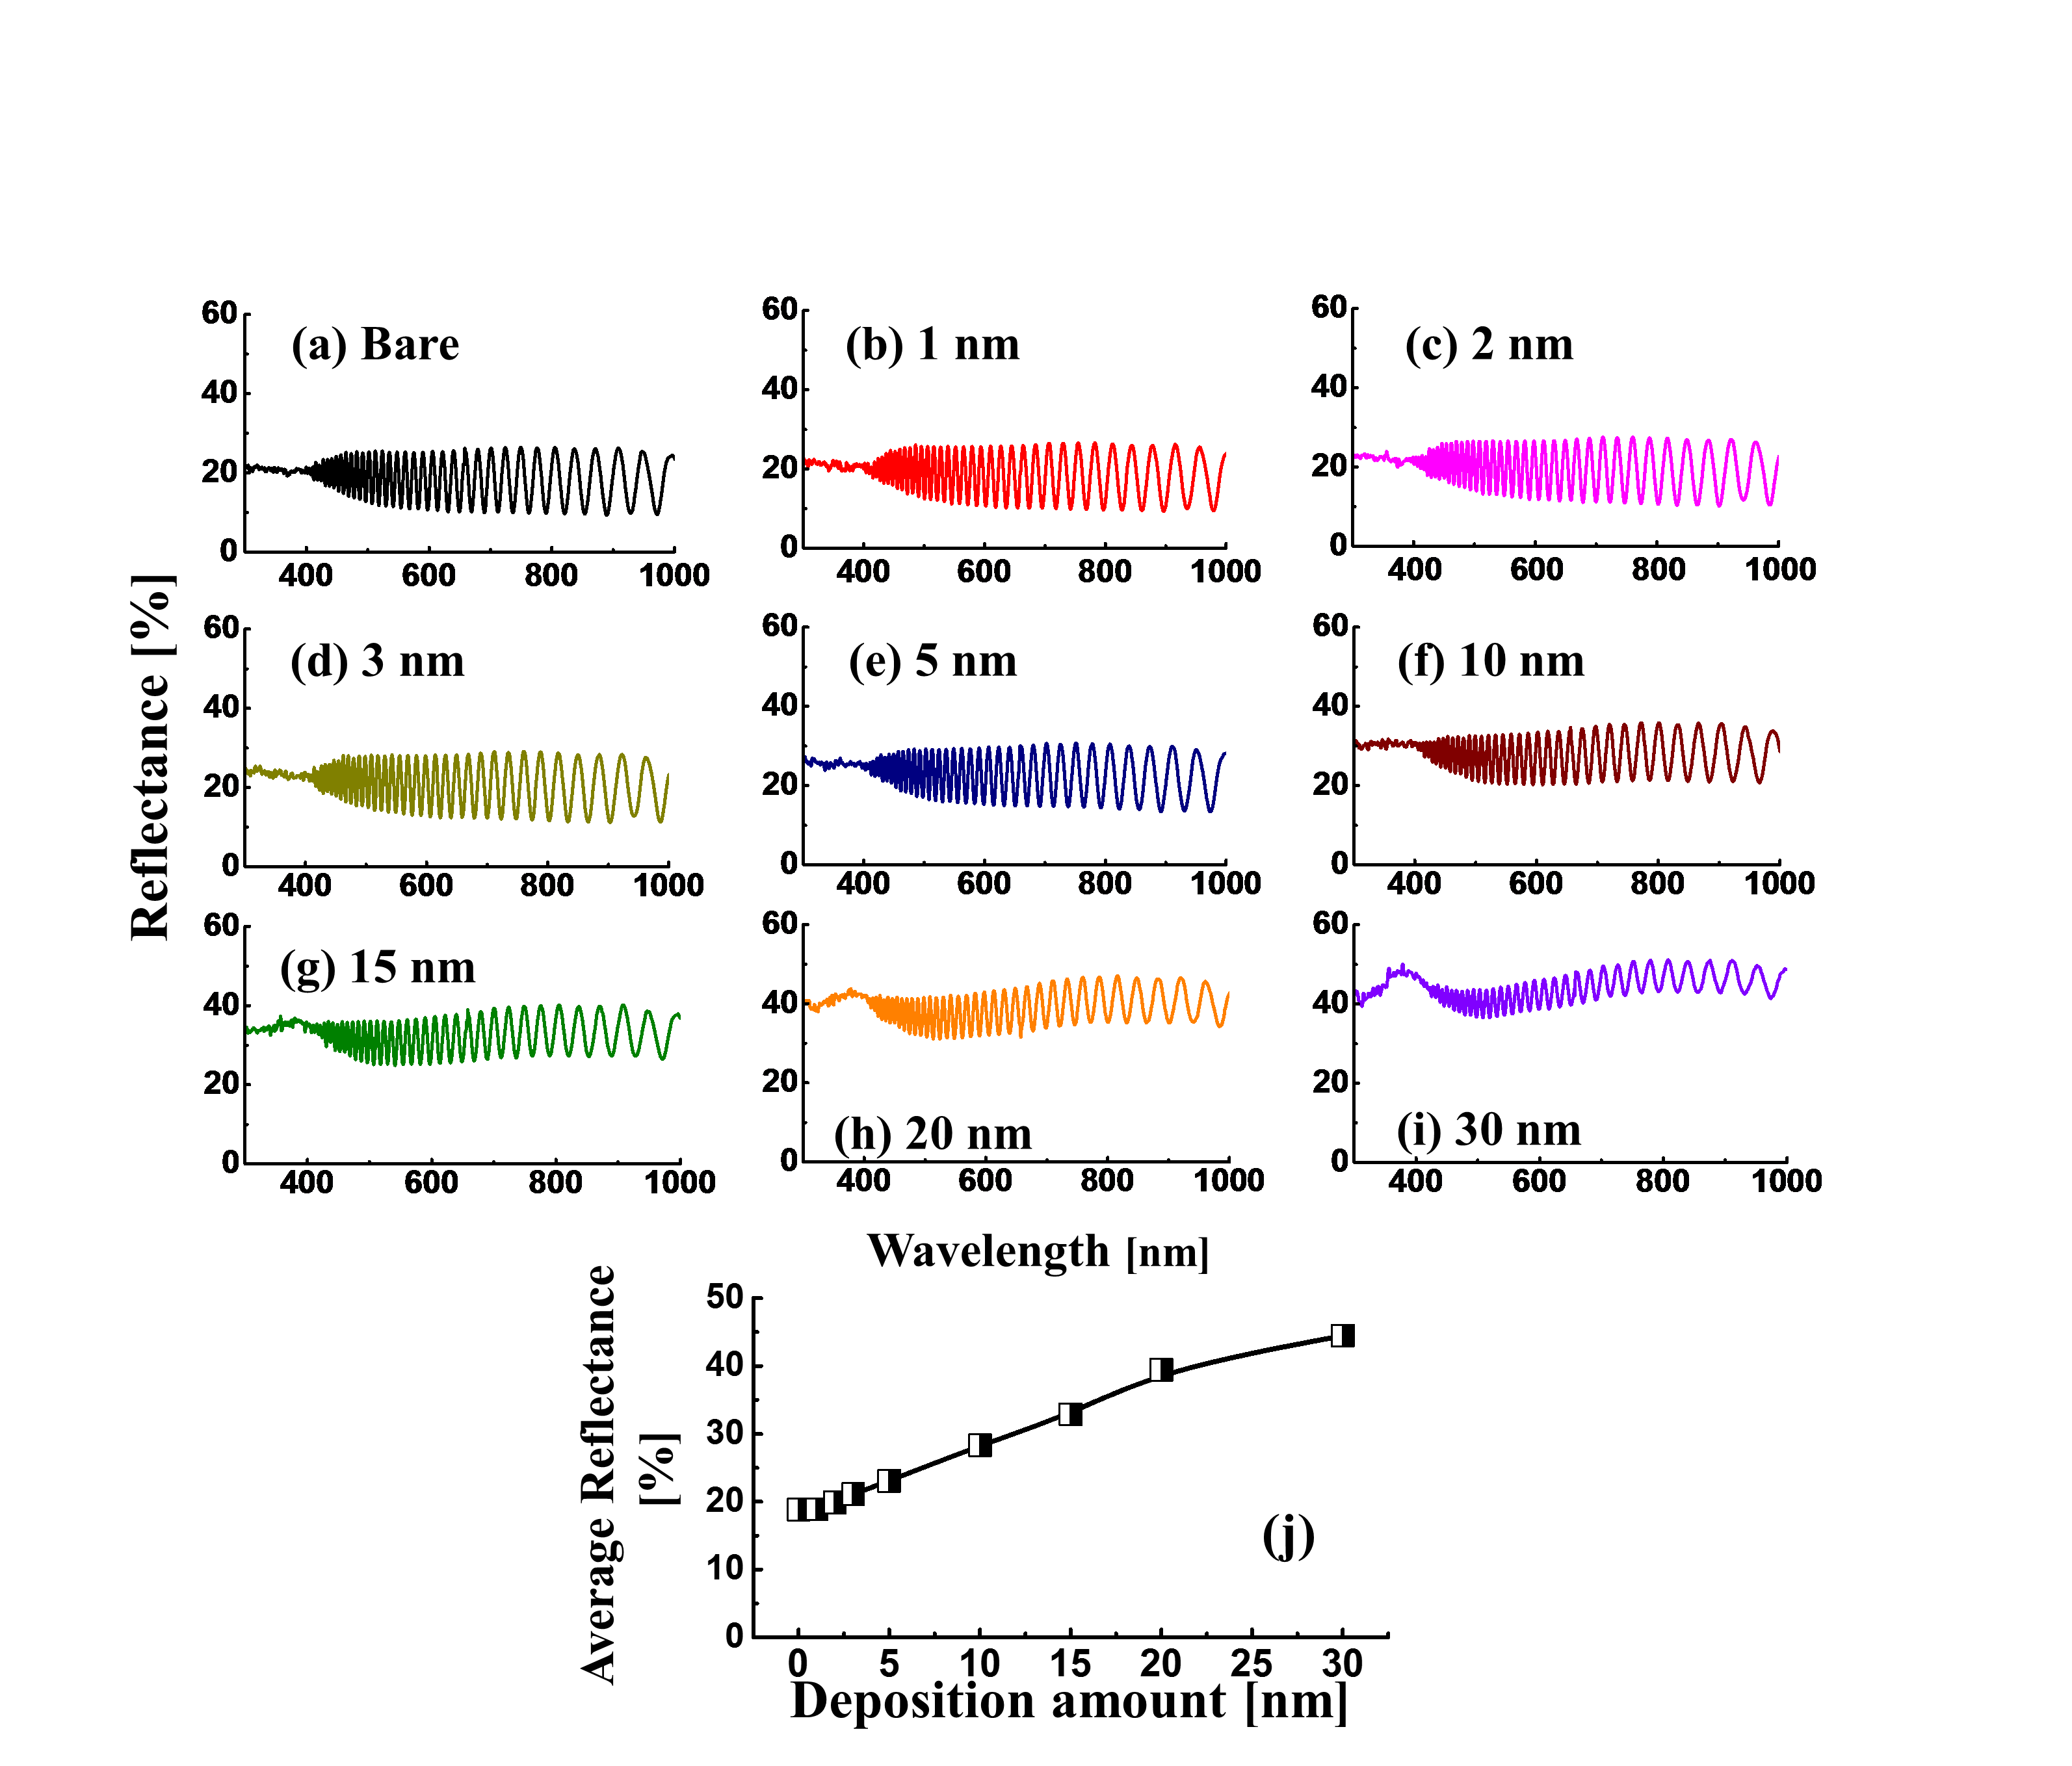 (a) Bare
60
40
20
0
400 600 800 1000
(b) 1 nm
60
40
20
0
400 600 800 1000
(c) 2 nm
60
40
20
0
400 600 800 1000
Reflectance [%]
(d) 3 nm
60
40
20
0
400 600 800 1000
(e) 5 nm
60
40
20
0
400 600 800 1000
(f) 10 nm
60
40
20
0
400 600 800 1000
(g) 15 nm
60
40
20
0
400 600 800 1000
(h) 20 nm
60
40
20
0
400 600 800 1000
(i) 30 nm
60
40
20
0
400 600 800 1000
Wavelength [nm]
Average Reflectance
[%]
50
40
30
20
10
0
(j)
0 5 10 15 20 25 30
Deposition amount [nm]